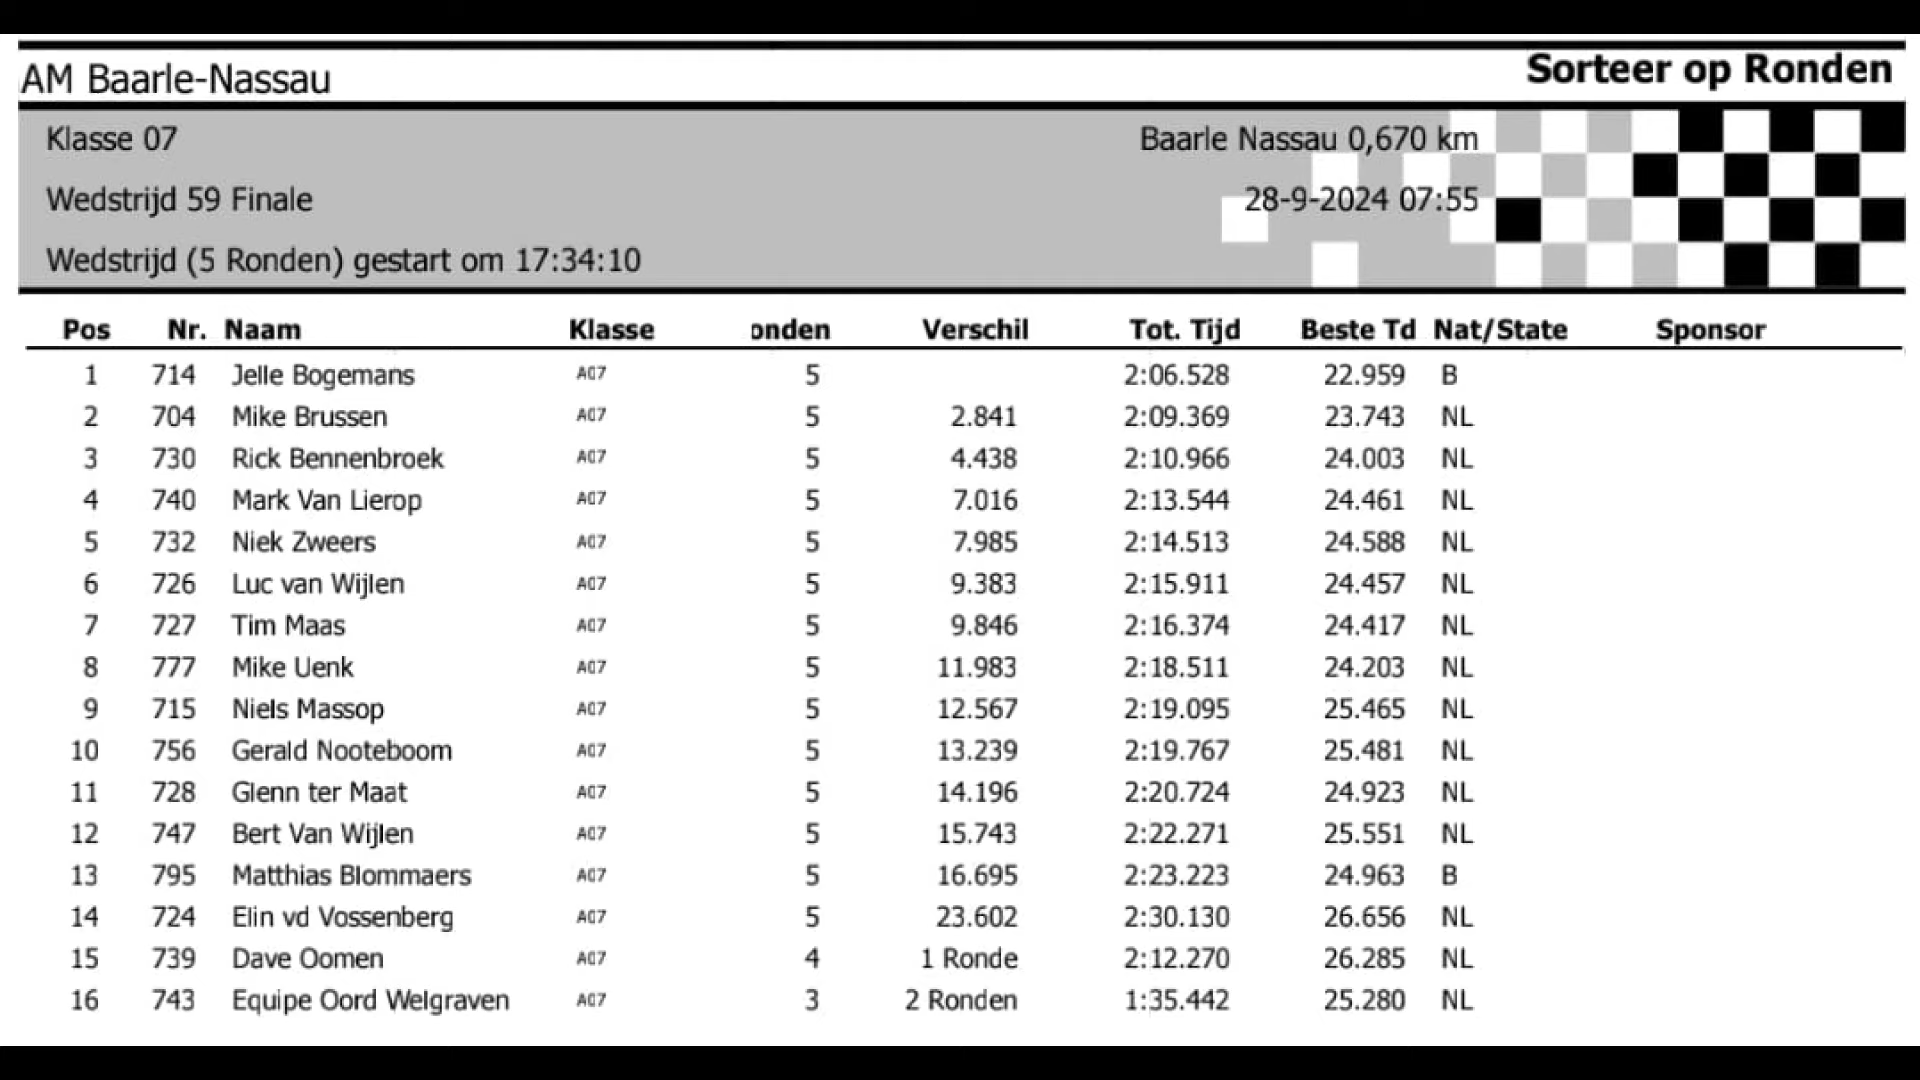 AM Baarle-Nassau Sorteer op Ronden
Klasse 07 Baarle Nassau 0,670 km
Wedstrijd 59 Finale 28-9-2024 07:55
Wedstrijd (5 Ronden) gestart om 17:34:10
Pos Nr. Naam Klasse onden Verschil Tot. Tijd Beste Td Nat/State Sponsor
1 714 Jelle Bogemans A07 5 2:06.528 22.959 B
2 704 Mike Brussen A07 5 2.841 2:09.369 23.743 NL
3 730 Rick Bennenbroek A07 5 4.438 2:10.966 24.003 NL
4 740 Mark Van Lierop A07 5 7.016 2:13.544 24.461 NL
5 732 Niek Zweers A07 5 7.985 2:14.513 24.588 NL
6 726 Luc van Wijlen A07 5 9.383 2:15.911 24.457 NL
7 727 Tim Maas A07 5 9.846 2:16.374 24.417 NL
8 777 Mike Uenk A07 5 11.983 2:18.511 24.203 NL
9 715 Niels Massop A07 5 12.567 2:19.095 25.465 NL
10 756 Gerald Nooteboom A07 5 13.239 2:19.767 25.481 NL
11 728 Glenn ter Maat A07 5 14.196 2:20.724 24.923 NL
12 747 Bert Van Wijlen A07 5 15.743 2:22.271 25.551 NL
13 795 Matthias Blommaers A07 5 16.695 2:23.223 24.963 B
14 724 Elin vd Vossenberg A07 5 23.602 2:30.130 26.656 NL
15 739 Dave Oomen A07 4 1 Ronde 2:12.270 26.285 NL
16 743 Equipe Oord Welgraven A07 3 2 Ronden 1:35.442 25.280 NL